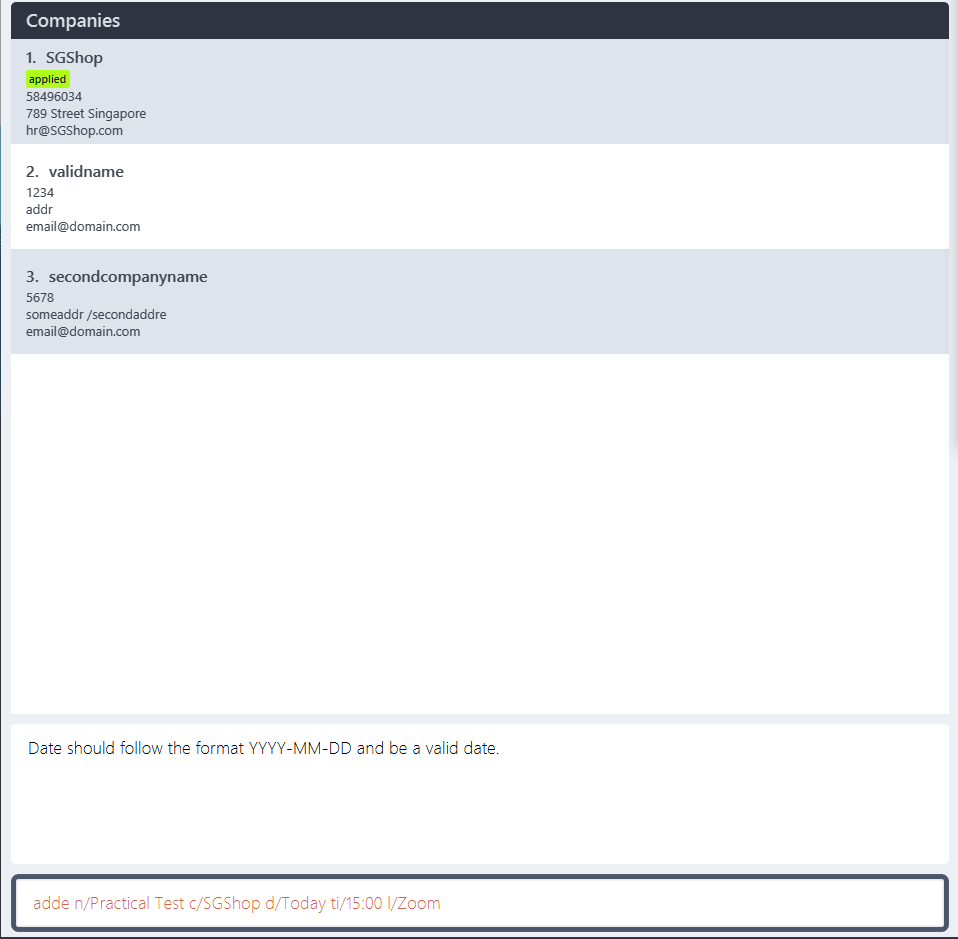 Companies
1. SGShop
applied
58496034
789 Street Singapore
hr@SGShop.com
2. validname
1234
addr
email@domain.com
3. secondcompanyname
5678
someaddr /secondaddre
email@domain.com
Date should follow the format YYYY-MM-DD and be a valid date.
adde n/Practical Test c/SGShop d/Today ti/15:00 l/Zoom